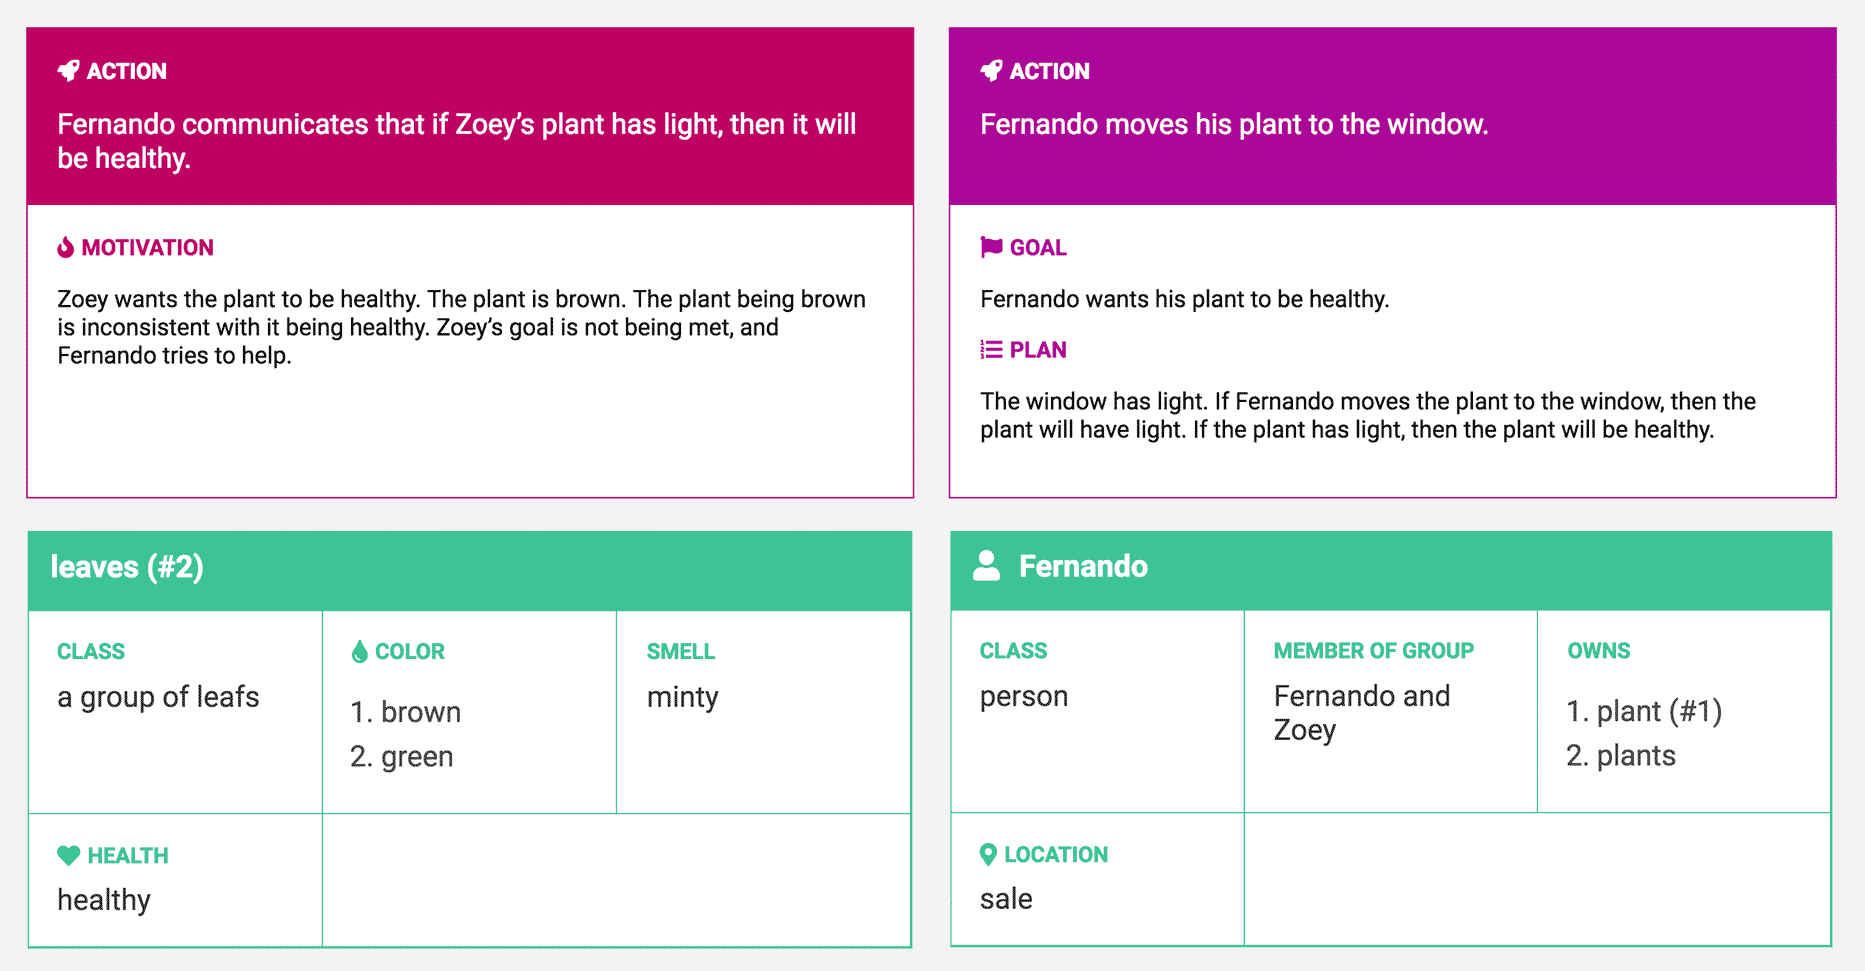 ACTION
Fernando communicates that if Zoey’s plant has light, then it will
be healthy.
MOTIVATION
Zoey wants the plant to be healthy. The plant is brown. The plant being brown
is inconsistent with it being healthy. Zoey’s goal is not being met, and
Fernando tries to help.
ACTION
Fernando moves his plant to the window.
GOAL
Fernando wants his plant to be healthy.
PLAN
The window has light. If Fernando moves the plant to the window, then the
plant will have light. If the plant has light, then the plant will be healthy.
leaves (#2)
CLASS
a group of leafs
COLOR
1. brown
2. green
SMELL
minty
HEALTH
healthy
Fernando
CLASS
person
MEMBER OF GROUP
Fernando and
Zoey
OWNS
1. plant (#1)
2. plants
LOCATION
sale